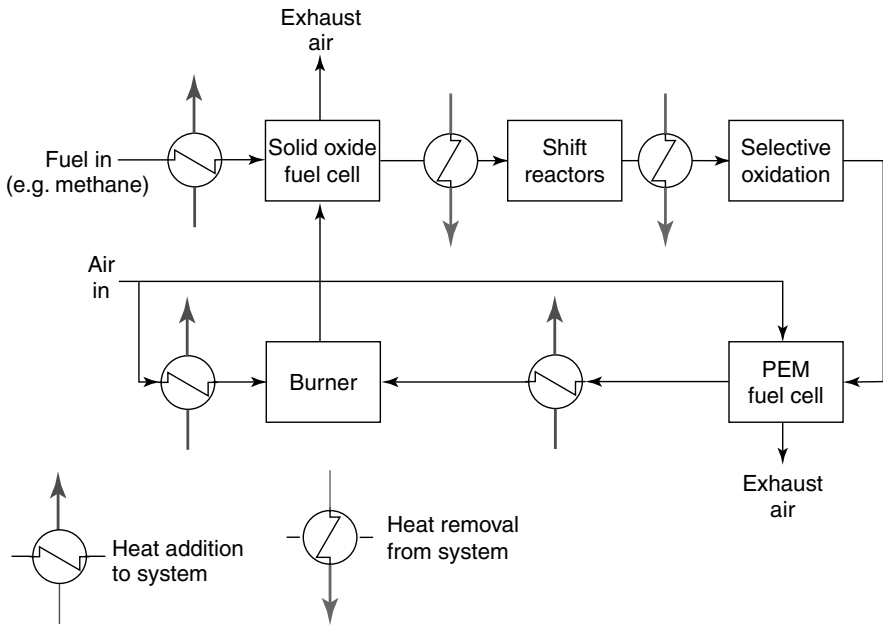 Exhaust
air
Fuel in
(e.g. methane)
Solid oxide
fuel cell
Shift
reactors
Selective
oxidation
Air
in
Burner
PEM
fuel cell
Exhaust
air
Heat addition
to system
Heat removal
from system